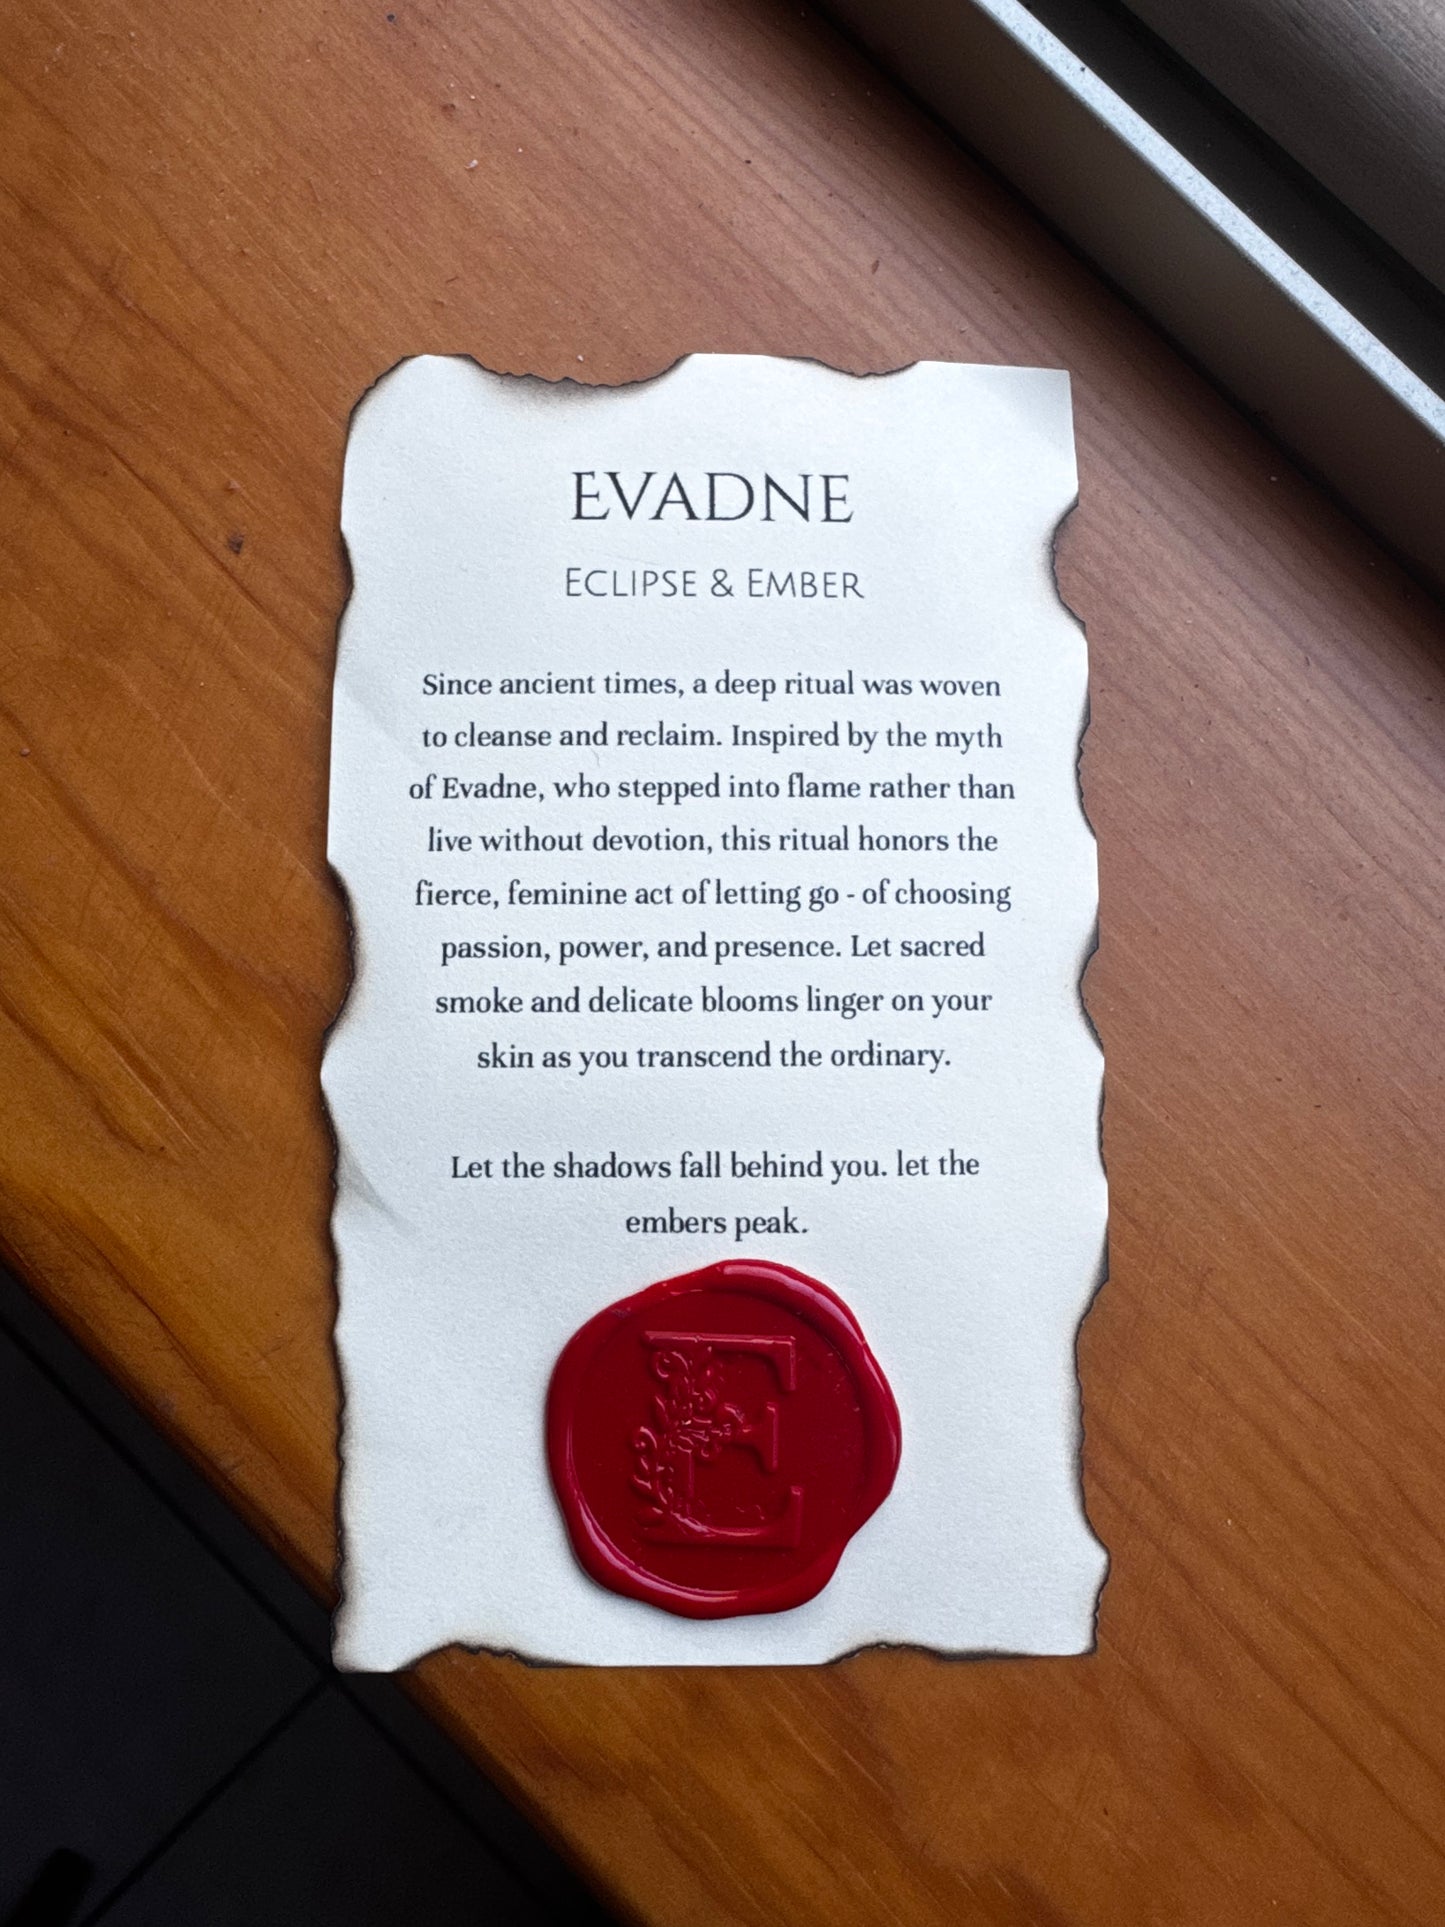 EVADNE
ECLIPSE & EMBER
Since ancient times, a deep ritual was woven
to cleanse and reclaim. Inspired by the myth
of Evadne, who stepped into flame rather than
live without devotion, this ritual honors the
fierce, feminine act of letting go - of choosing
passion, power, and presence. Let sacred
smoke and delicate blooms linger on your
skin as you transcend the ordinary.
Let the shadows fall behind you. let the
embers peak.
E